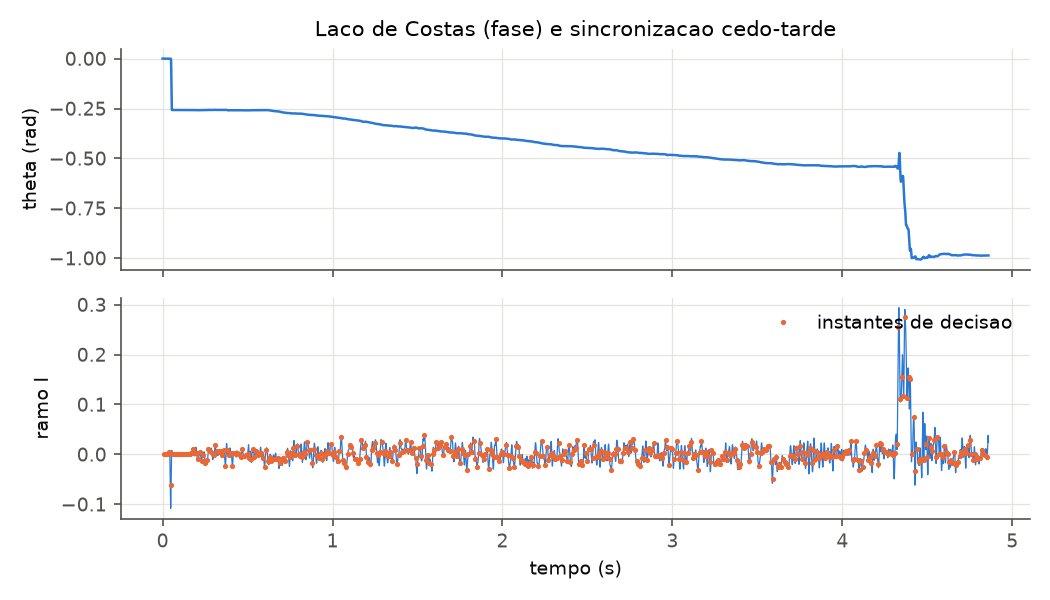 Laco de Costas (fase) e sincronizacao cedo-tarde
0.00
−0.25
−0.50
−0.75
−1.00
theta (rad)
0.3
0.2
0.1
0.0
−0.1
ramo I
instantes de decisao
0 1 2 3 4 5
tempo (s)